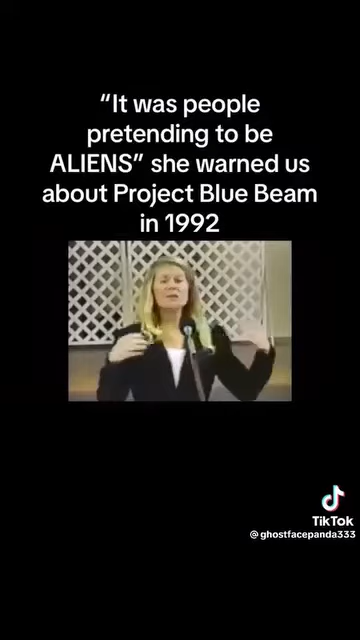 “It was people
pretending to be
ALIENS” she warned us
about Project Blue Beam
in 1992
TikTok
@ghostfacepanda333